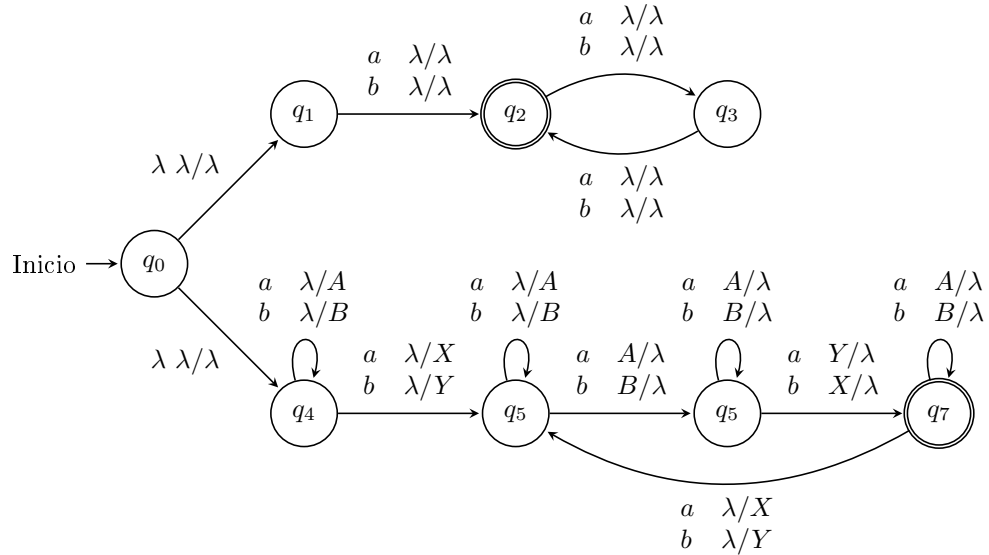 a λ/λ
b λ/λ
a λ/λ
b λ/λ
q1
q2
q3
λ λ/λ
a λ/λ
b λ/λ
Inicio
q0
a λ/A
b λ/B
a λ/A
b λ/B
a A/λ
b B/λ
a A/λ
b B/λ
λ λ/λ
a λ/X
b λ/Y
a A/λ
b B/λ
a Y/λ
b X/λ
q4
q5
q5
q7
a λ/X
b λ/Y